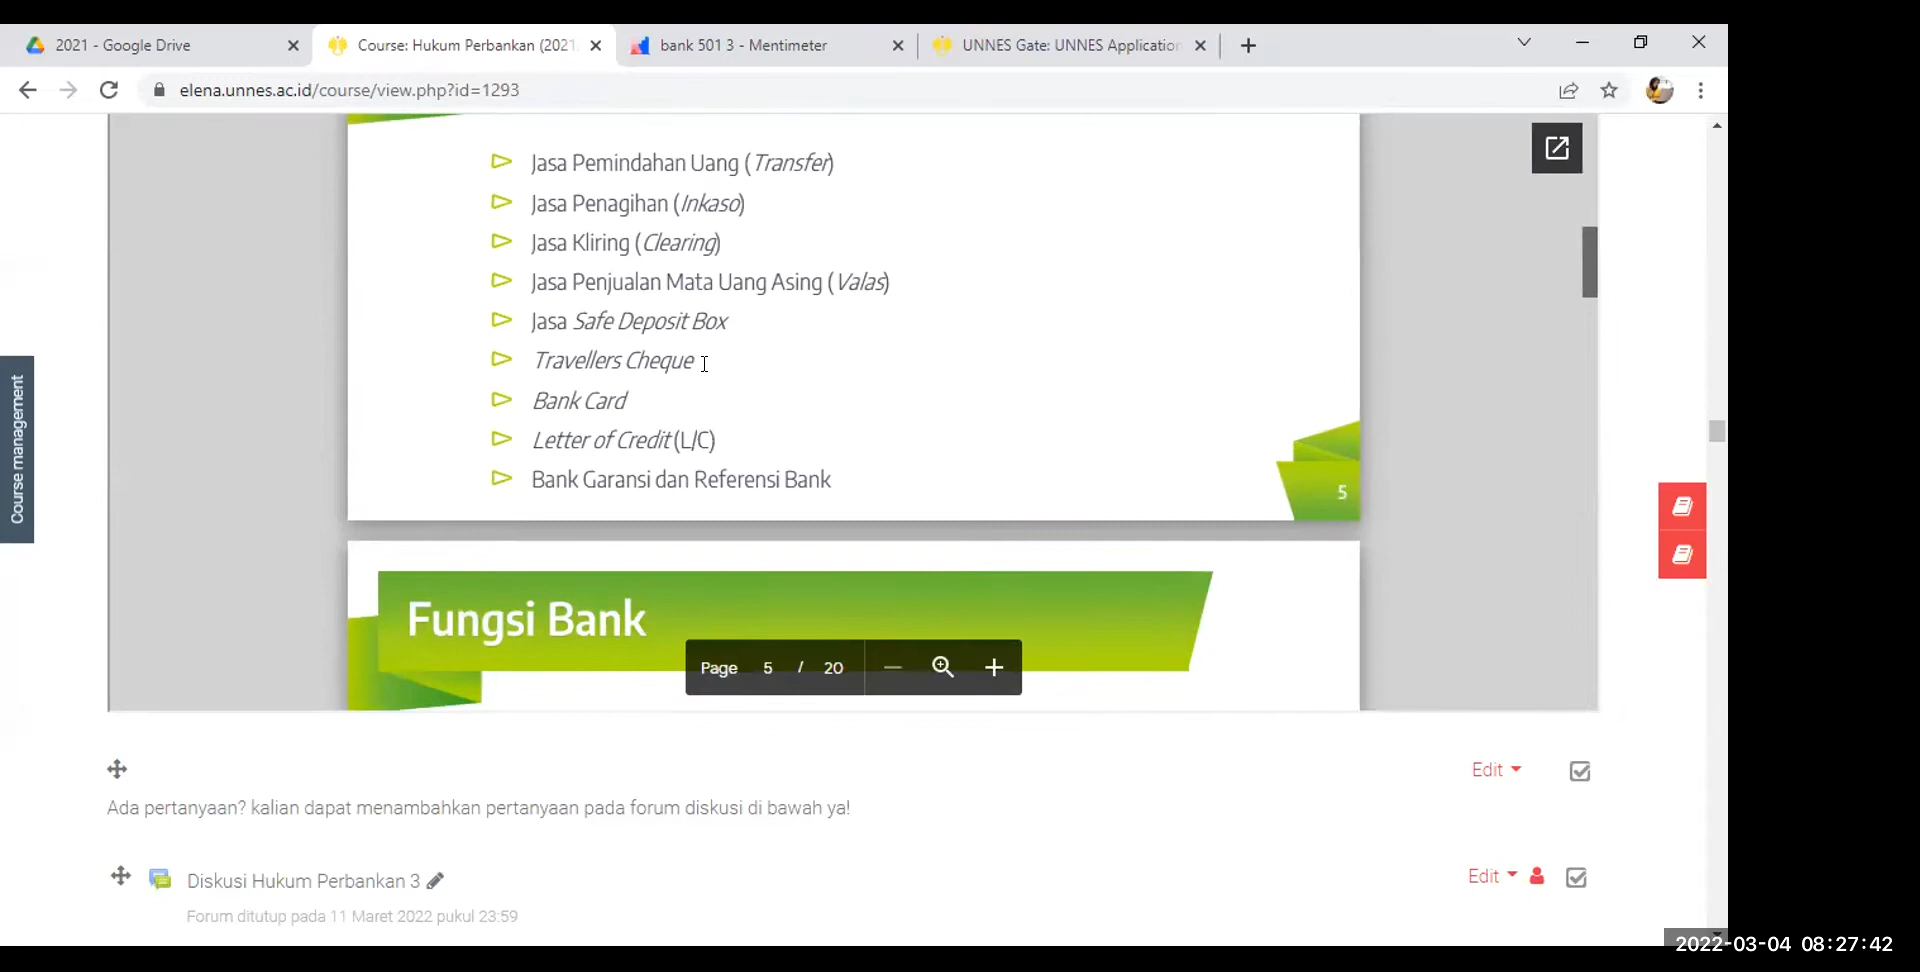 2021 - Google Drive
Course: Hukum Perbankan (2021
bank 501 3 - Mentimeter
UNNES Gate: UNNES Application
elena.unnes.ac.id/course/view.php?id=1293
Jasa Pemindahan Uang (Transfer)
Jasa Penagihan (Inkaso)
Jasa Kliring (Clearing)
Jasa Penjualan Mata Uang Asing (Valas)
Jasa Safe Deposit Box
Travellers Cheque
Bank Card
Letter of Credit (L/C)
Bank Garansi dan Referensi Bank
5
Course management
Fungsi Bank
Page 5 / 20
Edit
Ada pertanyaan? kalian dapat menambahkan pertanyaan pada forum diskusi di bawah ya!
Diskusi Hukum Perbankan 3
Edit
Forum ditutup pada 11 Maret 2022 pukul 23:59
2022-03-04 08:27:42